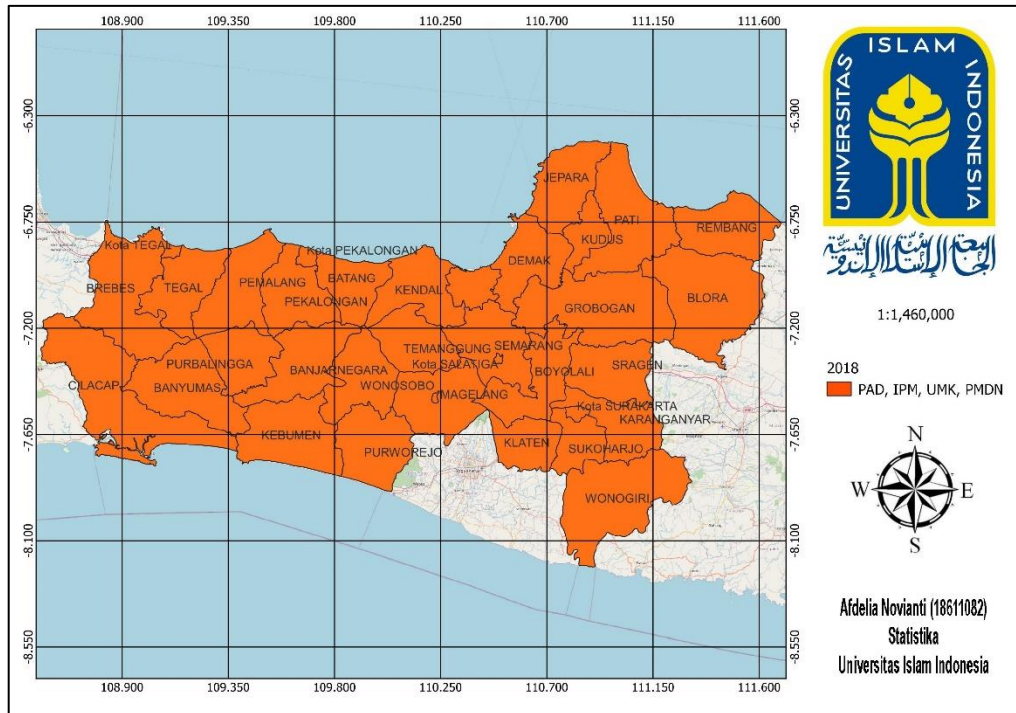 108.900 109.350 109.800 110.250 110.700 111.150 111.600
-6.300 -6.300
JEPARA
-6.750 PATI -6.750
REMBANG
Kota TEGAL Kota PEKALONGAN KUDUS
DEMAK
BREBES TEGAL PEMALANG BATANG KENDAL
BLORA
PEKALONGAN GROBOGAN
-7.200 -7.200
TEMANGGUNG SEMARANG
PURBALINGGA BANJARNEGARA Kota SALATIGA BOYOLALI SRAGEN
CILACAP BANYUMAS WONOSOBO MAGELANG
Kota SURAKARTA
KARANGANYAR
-7.650 KEBUMEN KLATEN -7.650
PURWOREJO SUKOHARJO
WONOGIRI
-8.100 -8.100
-8.550 -8.550
108.900 109.350 109.800 110.250 110.700 111.150 111.600
UNIVERSITAS ISLAM INDONESIA
الجامعة الإسلامية الإندونيسية
1:1,460,000
2018
PAD, IPM, UMK, PMDN
N
W E
S
Afdelia Novianti (18611082)
Statistika
Universitas Islam Indonesia